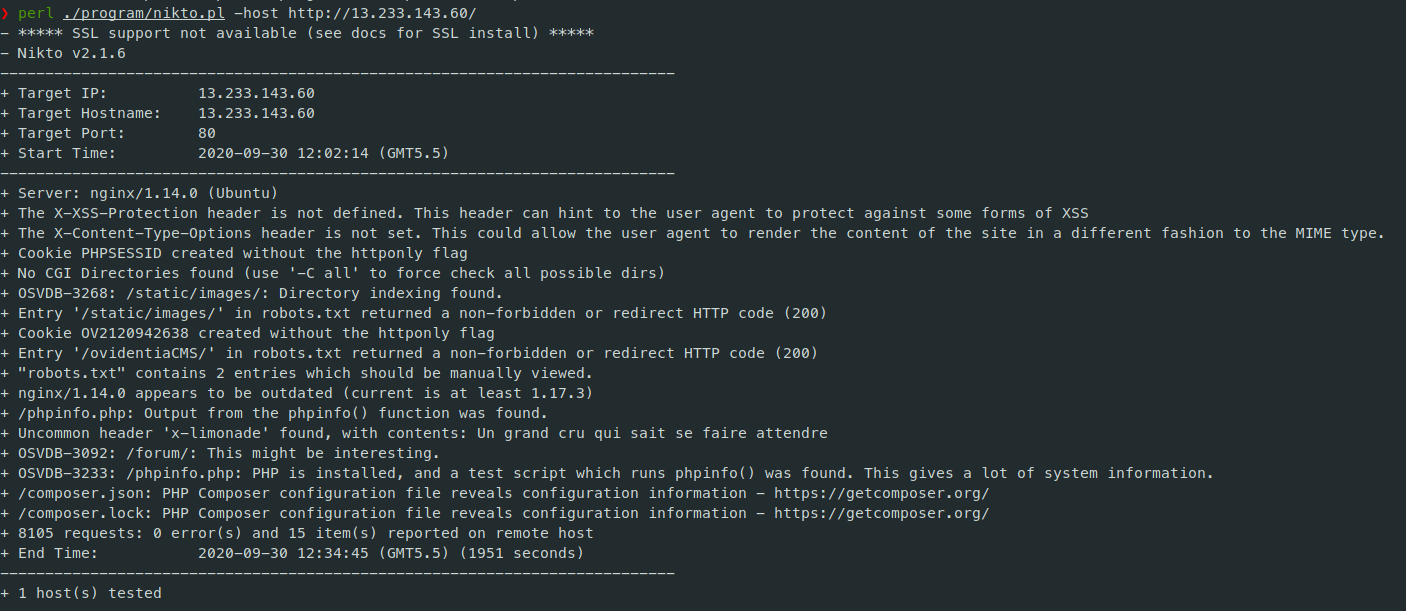 ❯ perl ./program/nikto.pl -host http://13.233.143.60/
- ***** SSL support not available (see docs for SSL install) *****
- Nikto v2.1.6
---------------------------------------------------------------------------
+ Target IP:          13.233.143.60
+ Target Hostname:    13.233.143.60
+ Target Port:        80
+ Start Time:         2020-09-30 12:02:14 (GMT5.5)
---------------------------------------------------------------------------
+ Server: nginx/1.14.0 (Ubuntu)
+ The X-XSS-Protection header is not defined. This header can hint to the user agent to protect against some forms of XSS
+ The X-Content-Type-Options header is not set. This could allow the user agent to render the content of the site in a different fashion to the MIME type.
+ Cookie PHPSESSID created without the httponly flag
+ No CGI Directories found (use '-C all' to force check all possible dirs)
+ OSVDB-3268: /static/images/: Directory indexing found.
+ Entry '/static/images/' in robots.txt returned a non-forbidden or redirect HTTP code (200)
+ Cookie OV2120942638 created without the httponly flag
+ Entry '/ovidentiaCMS/' in robots.txt returned a non-forbidden or redirect HTTP code (200)
+ "robots.txt" contains 2 entries which should be manually viewed.
+ nginx/1.14.0 appears to be outdated (current is at least 1.17.3)
+ /phpinfo.php: Output from the phpinfo() function was found.
+ Uncommon header 'x-limonade' found, with contents: Un grand cru qui sait se faire attendre
+ OSVDB-3092: /forum/: This might be interesting.
+ OSVDB-3233: /phpinfo.php: PHP is installed, and a test script which runs phpinfo() was found. This gives a lot of system information.
+ /composer.json: PHP Composer configuration file reveals configuration information - https://getcomposer.org/
+ /composer.lock: PHP Composer configuration file reveals configuration information - https://getcomposer.org/
+ 8105 requests: 0 error(s) and 15 item(s) reported on remote host
+ End Time:           2020-09-30 12:34:45 (GMT5.5) (1951 seconds)
---------------------------------------------------------------------------
+ 1 host(s) tested